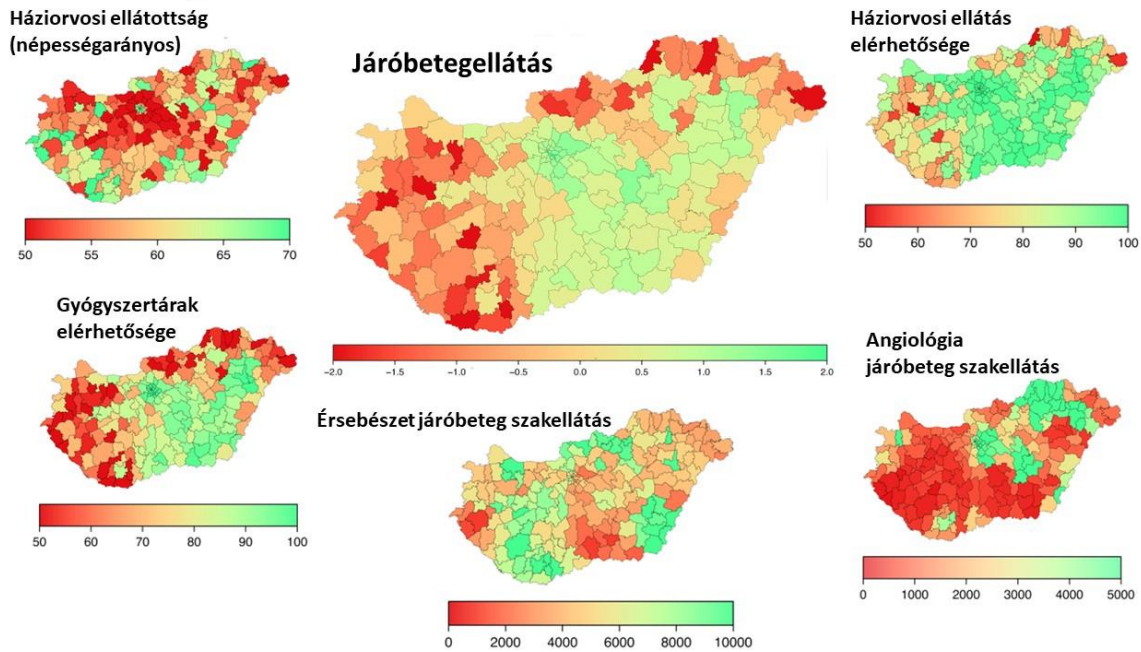 Háziorvosi ellátottság
(népességarányos)
50 55 60 65 70
Járóbetegellátás
−2.0 −1.5 −1.0 −0.5 0.0 0.5 1.0 1.5 2.0
Háziorvosi ellátás
elérhetősége
50 60 70 80 90 100
Gyógyszertárak
elérhetősége
50 60 70 80 90 100
Érsebészet járóbeteg szakellátás
0 2000 4000 6000 8000 10000
Angiológia
járóbeteg szakellátás
0 1000 2000 3000 4000 5000